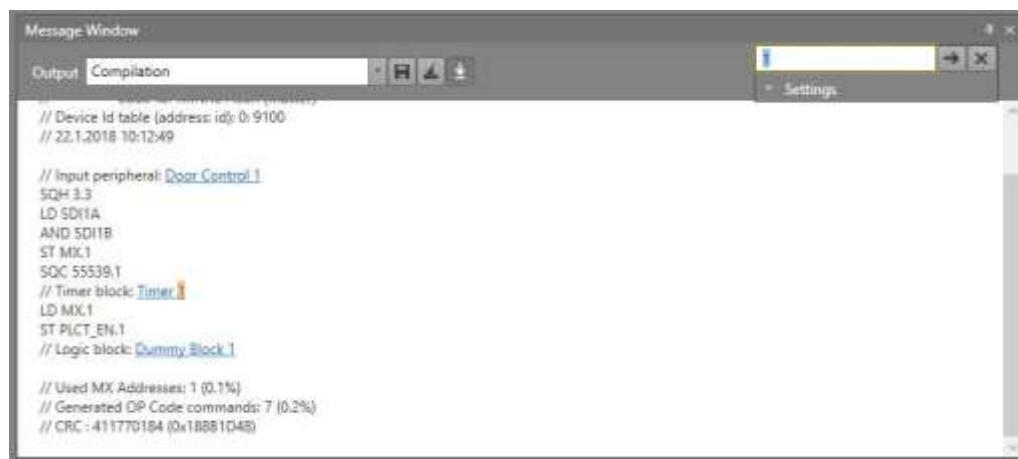 Message Window
Output Compilation
1
Settings
// Device Id table (address: id): 0: 9100
// 22.1.2018 10:12:49
// Input peripheral: Door Control 1
SQH 3.3
LD SDI1A
AND SDI1B
ST MX.1
SQC 55539.1
// Timer block: Timer 1
LD MX.1
ST PLCT_EN.1
// Logic block: Dummy Block 1
// Used MX Addresses: 1 (0.1%)
// Generated OP Code commands: 7 (0.2%)
// CRC : 411770184 (0x188B1D48)